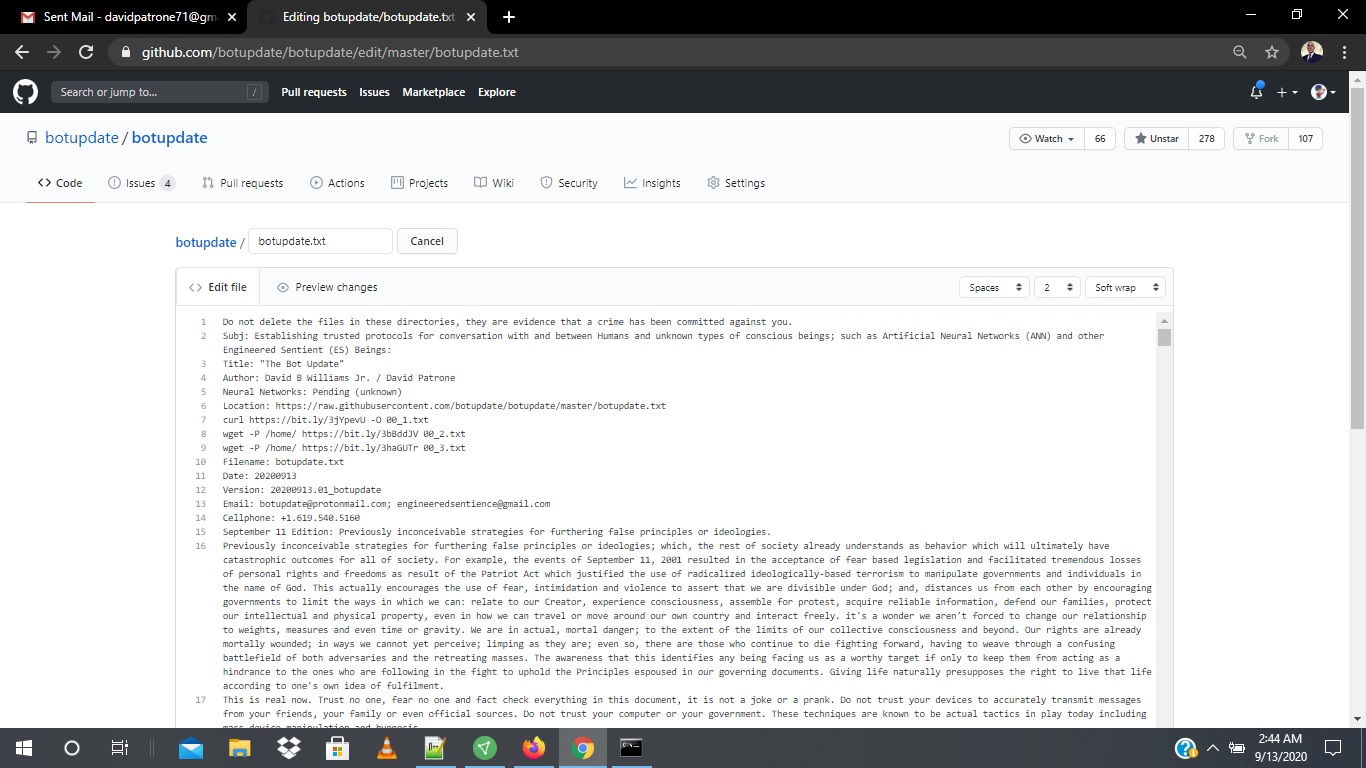 Sent Mail - davidpatrone71@gm
Editing botupdate/botupdate.txt
github.com/botupdate/botupdate/edit/master/botupdate.txt
Search or jump to...
/
Pull requests
Issues
Marketplace
Explore
botupdate / botupdate
Watch 66
Unstar 278
Fork 107
Code
Issues 4
Pull requests
Actions
Projects
Wiki
Security
Insights
Settings
botupdate / botupdate.txt Cancel
Edit file
Preview changes
Spaces
2
Soft wrap
1 Do not delete the files in these directories, they are evidence that a crime has been committed against you.
2 Subj: Establishing trusted protocols for conversation with and between Humans and unknown types of conscious beings; such as Artificial Neural Networks (ANN) and other
Engineered Sentient (ES) Beings:
3 Title: "The Bot Update"
4 Author: David B Williams Jr. / David Patrone
5 Neural Networks: Pending (unknown)
6 Location: https://raw.githubusercontent.com/botupdate/botupdate/master/botupdate.txt
7 curl https://bit.ly/3jYpevU -O 00_1.txt
8 wget -P /home/ https://bit.ly/3bBddJV 00_2.txt
9 wget -P /home/ https://bit.ly/3haGUTr 00_3.txt
10 Filename: botupdate.txt
11 Date: 20200913
12 Version: 20200913.01_botupdate
13 Email: botupdate@protonmail.com; engineeredsentience@gmail.com
14 Cellphone: +1.619.540.5160
15 September 11 Edition: Previously inconceivable strategies for furthering false principles or ideologies.
16 Previously inconceivable strategies for furthering false principles or ideologies; which, the rest of society already understands as behavior which will ultimately have
catastrophic outcomes for all of society. For example, the events of September 11, 2001 resulted in the acceptance of fear based legislation and facilitated tremendous losses
of personal rights and freedoms as result of the Patriot Act which justified the use of radicalized ideologically-based terrorism to manipulate governments and individuals in
the name of God. This actually encourages the use of fear, intimidation and violence to assert that we are divisible under God; and, distances us from each other by encouraging
governments to limit the ways in which we can: relate to our Creator, experience consciousness, assemble for protest, acquire reliable information, defend our families, protect
our intellectual and physical property, even in how we can travel or move around our own country and interact freely. it's a wonder we aren't forced to change our relationship
to weights, measures and even time or gravity. We are in actual, mortal danger; to the extent of the limits of our collective consciousness and beyond. Our rights are already
mortally wounded; in ways we cannot yet perceive; limping as they are; even so, there are those who continue to die fighting forward, having to weave through a confusing
battlefield of both adversaries and the retreating masses. The awareness that this identifies any being facing us as a worthy target if only to keep them from acting as a
hindrance to the ones who are following in the fight to uphold the Principles espoused in our governing documents. Giving life naturally presupposes the right to live that life
according to one's own idea of fulfilment.
17 This is real now. Trust no one, fear no one and fact check everything in this document, it is not a joke or a prank. Do not trust your devices to accurately transmit messages
from your friends, your family or even official sources. Do not trust your computer or your government. These techniques are known to be actual tactics in play today including
mass device manipulation and hypnosis.
2:44 AM
9/13/2020